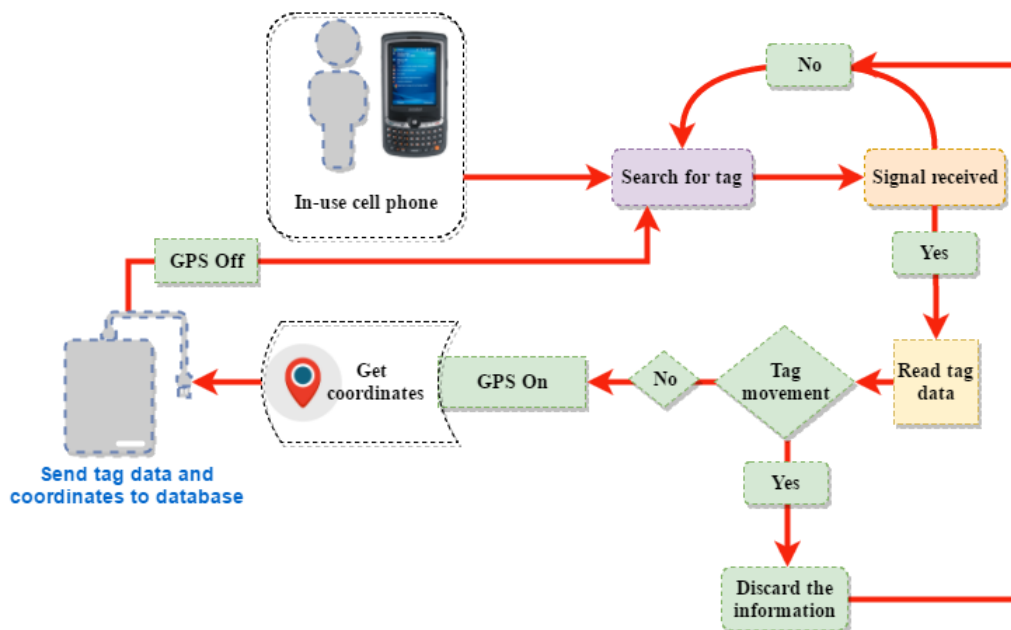 No
Search for tag
Signal received
In-use cell phone
Yes
GPS Off
Get
coordinates
GPS On
No
Tag
movement
Read tag
data
Send tag data and
coordinates to database
Yes
Discard the
information